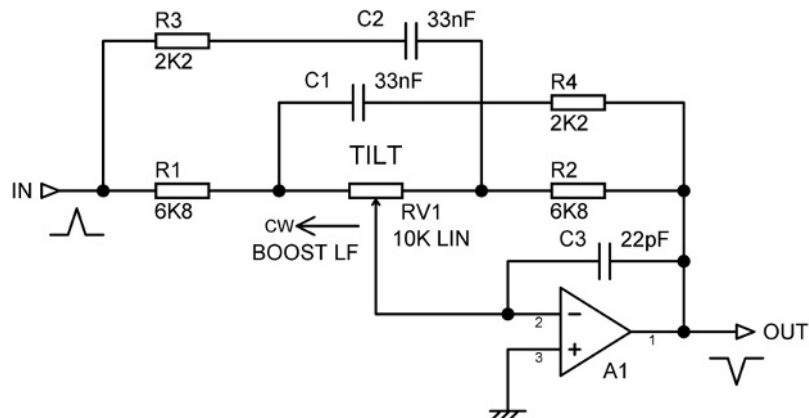 R3
2K2
C2
33nF
C1
33nF
R4
2K2
TILT
IN
R1
6K8
R2
6K8
CW
BOOST LF
RV1
10K LIN
C3
22pF
2
−
3
+
1
A1
OUT